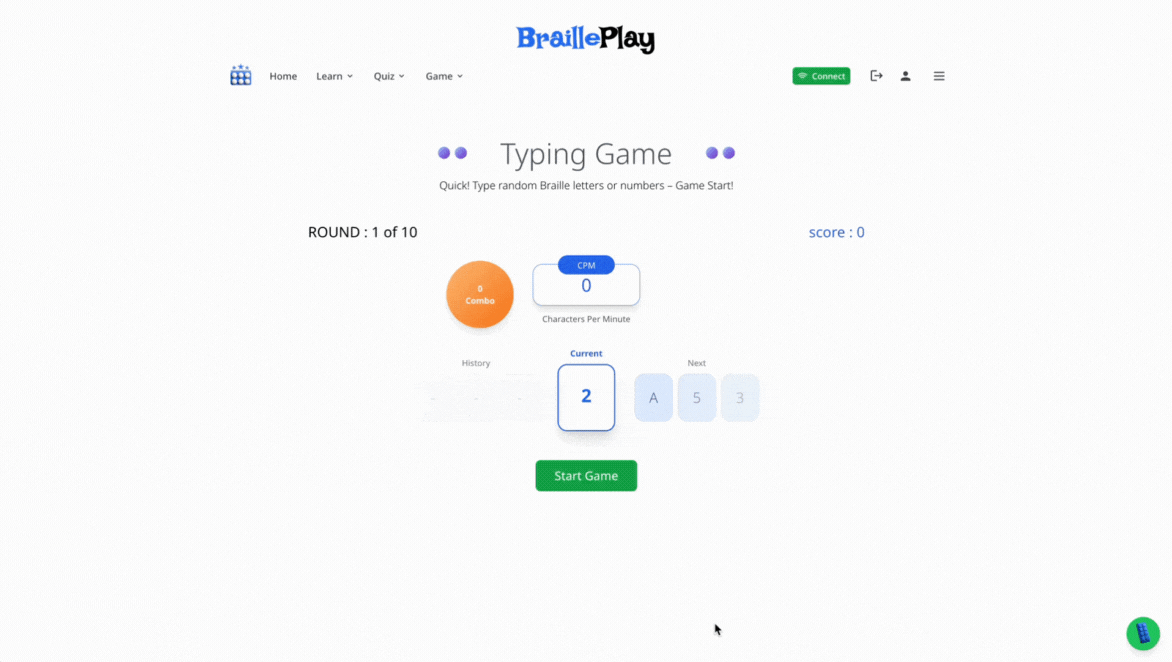 BraillePlay
Home Learn Quiz Game Connect
Typing Game
Quick! Type random Braille letters or numbers – Game Start!
ROUND : 1 of 10 score : 0
CPM
0
0
Combo
Characters Per Minute
Current
History Next
- - - 2 A 5 3
Start Game